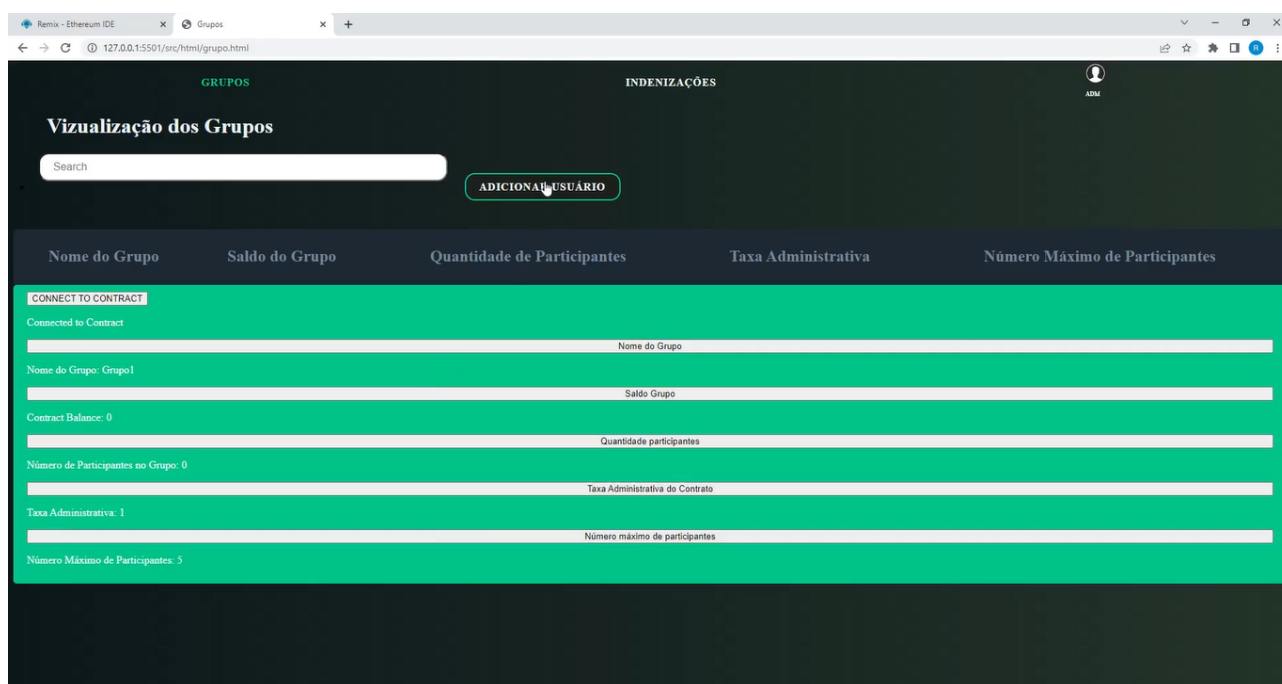 Remix - Ethereum IDE
Grupos
127.0.0.1:5501/src/html/grupo.html
R
GRUPOS
INDENIZAÇÕES
ADM
Vizualização dos Grupos
Search
ADICIONAR USUÁRIO
Nome do Grupo Saldo do Grupo Quantidade de Participantes Taxa Administrativa Número Máximo de Participantes
CONNECT TO CONTRACT
Connected to Contract
Nome do Grupo
Nome do Grupo: Grupo1
Saldo Grupo
Contract Balance: 0
Quantidade participantes
Número de Participantes no Grupo: 0
Taxa Administrativa do Contrato
Taxa Administrativa: 1
Número máximo de participantes
Número Máximo de Participantes: 5